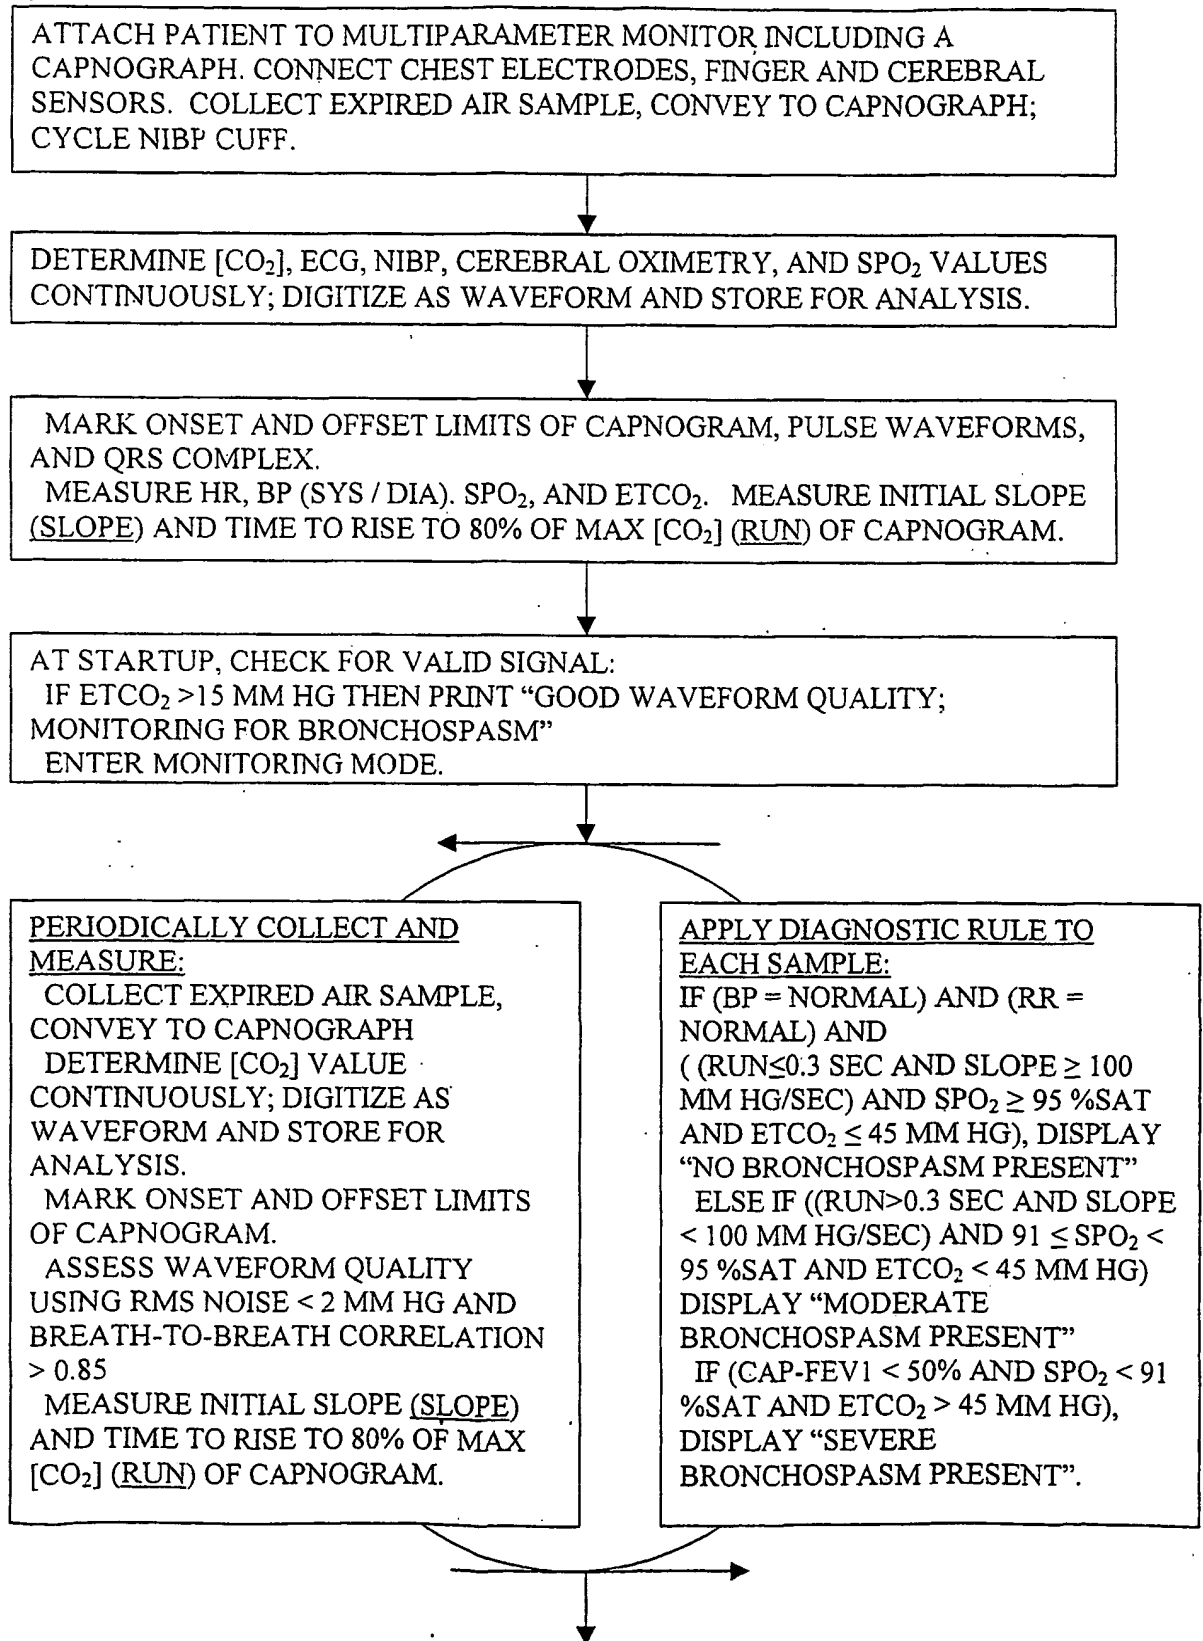 ATTACH PATIENT TO MULTIPARAMETER MONITOR INCLUDING A
CAPNOGRAPH. CONNECT CHEST ELECTRODES, FINGER AND CEREBRAL
SENSORS. COLLECT EXPIRED AIR SAMPLE, CONVEY TO CAPNOGRAPH;
CYCLE NIBP CUFF.
DETERMINE [CO₂], ECG, NIBP, CEREBRAL OXIMETRY, AND SPO₂ VALUES
CONTINUOUSLY; DIGITIZE AS WAVEFORM AND STORE FOR ANALYSIS.
MARK ONSET AND OFFSET LIMITS OF CAPNOGRAM, PULSE WAVEFORMS,
AND QRS COMPLEX.
MEASURE HR, BP (SYS / DIA). SPO₂, AND ETCO₂. MEASURE INITIAL SLOPE
(SLOPE) AND TIME TO RISE TO 80% OF MAX [CO₂] (RUN) OF CAPNOGRAM.
AT STARTUP, CHECK FOR VALID SIGNAL:
IF ETCO₂ >15 MM HG THEN PRINT “GOOD WAVEFORM QUALITY;
MONITORING FOR BRONCHOSPASM”
ENTER MONITORING MODE.
PERIODICALLY COLLECT AND
MEASURE:
COLLECT EXPIRED AIR SAMPLE,
CONVEY TO CAPNOGRAPH
DETERMINE [CO₂] VALUE
CONTINUOUSLY; DIGITIZE AS
WAVEFORM AND STORE FOR
ANALYSIS.
MARK ONSET AND OFFSET LIMITS
OF CAPNOGRAM.
ASSESS WAVEFORM QUALITY
USING RMS NOISE < 2 MM HG AND
BREATH-TO-BREATH CORRELATION
> 0.85
MEASURE INITIAL SLOPE (SLOPE)
AND TIME TO RISE TO 80% OF MAX
[CO₂] (RUN) OF CAPNOGRAM.
APPLY DIAGNOSTIC RULE TO
EACH SAMPLE:
IF (BP = NORMAL) AND (RR =
NORMAL) AND
( (RUN≤0.3 SEC AND SLOPE ≥ 100
MM HG/SEC) AND SPO₂ ≥ 95 %SAT
AND ETCO₂ ≤ 45 MM HG), DISPLAY
“NO BRONCHOSPASM PRESENT”
ELSE IF ((RUN>0.3 SEC AND SLOPE
< 100 MM HG/SEC) AND 91 ≤ SPO₂ <
95 %SAT AND ETCO₂ < 45 MM HG)
DISPLAY “MODERATE
BRONCHOSPASM PRESENT”
IF (CAP-FEV1 < 50% AND SPO₂ < 91
%SAT AND ETCO₂ > 45 MM HG),
DISPLAY “SEVERE
BRONCHOSPASM PRESENT”.